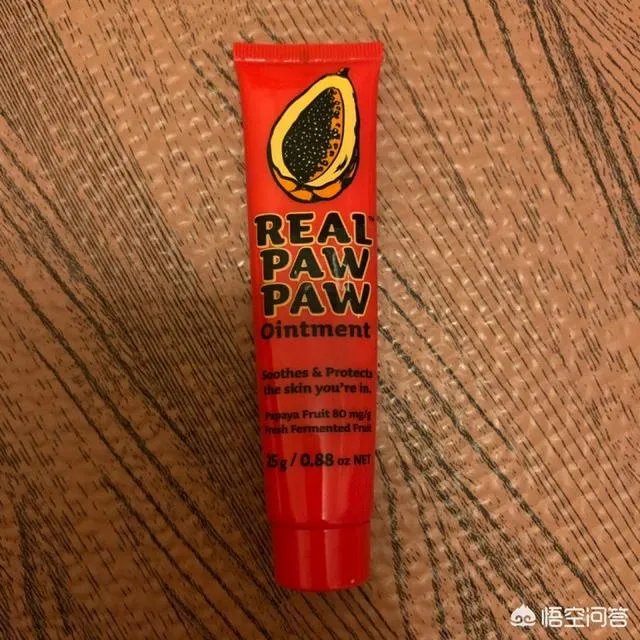 REAL™
PAW
PAW
Ointment
Soothes & Protects
the skin you're in.
Papaya Fruit 80 mg/g
Fresh Fermented Fruit
25g / 0.88 oz NET
悟空问答